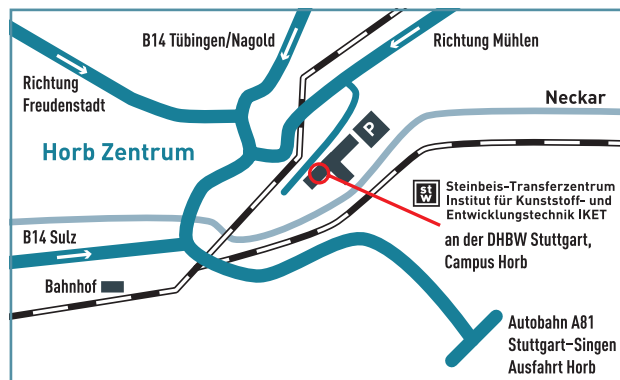 B14 Tübingen/Nagold
Richtung Mühlen
Richtung
Freudenstadt
Neckar
P
Horb Zentrum
st
w
Steinbeis-Transferzentrum
Institut für Kunststoff- und
Entwicklungstechnik IKET
an der DHBW Stuttgart,
Campus Horb
B14 Sulz
Bahnhof
Autobahn A81
Stuttgart-Singen
Ausfahrt Horb